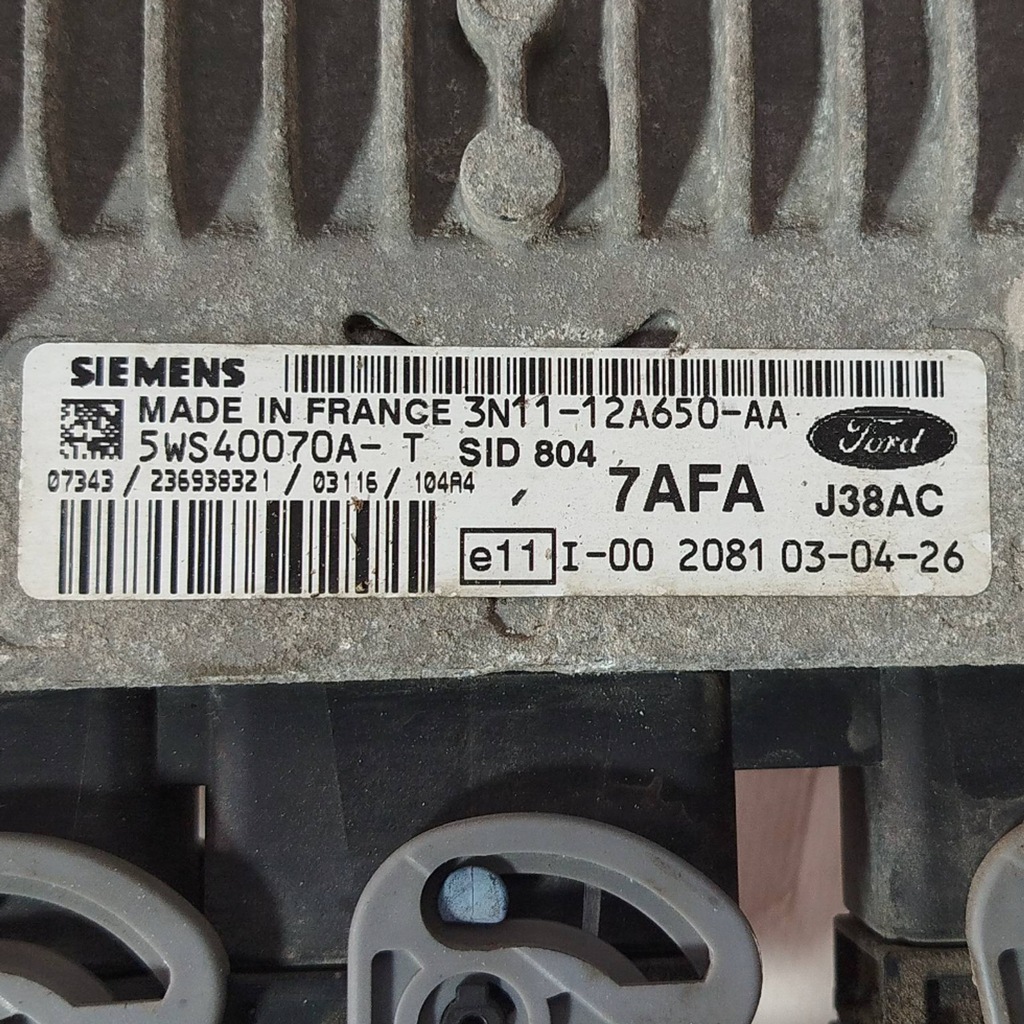 SIEMENS
MADE IN FRANCE 3N11-12A650-AA
Ford
5WS40070A- T SID 804
07343 / 236938321 / 03116 / 104A4
7AFA J38AC
e11 I-00 2081 03-04-26